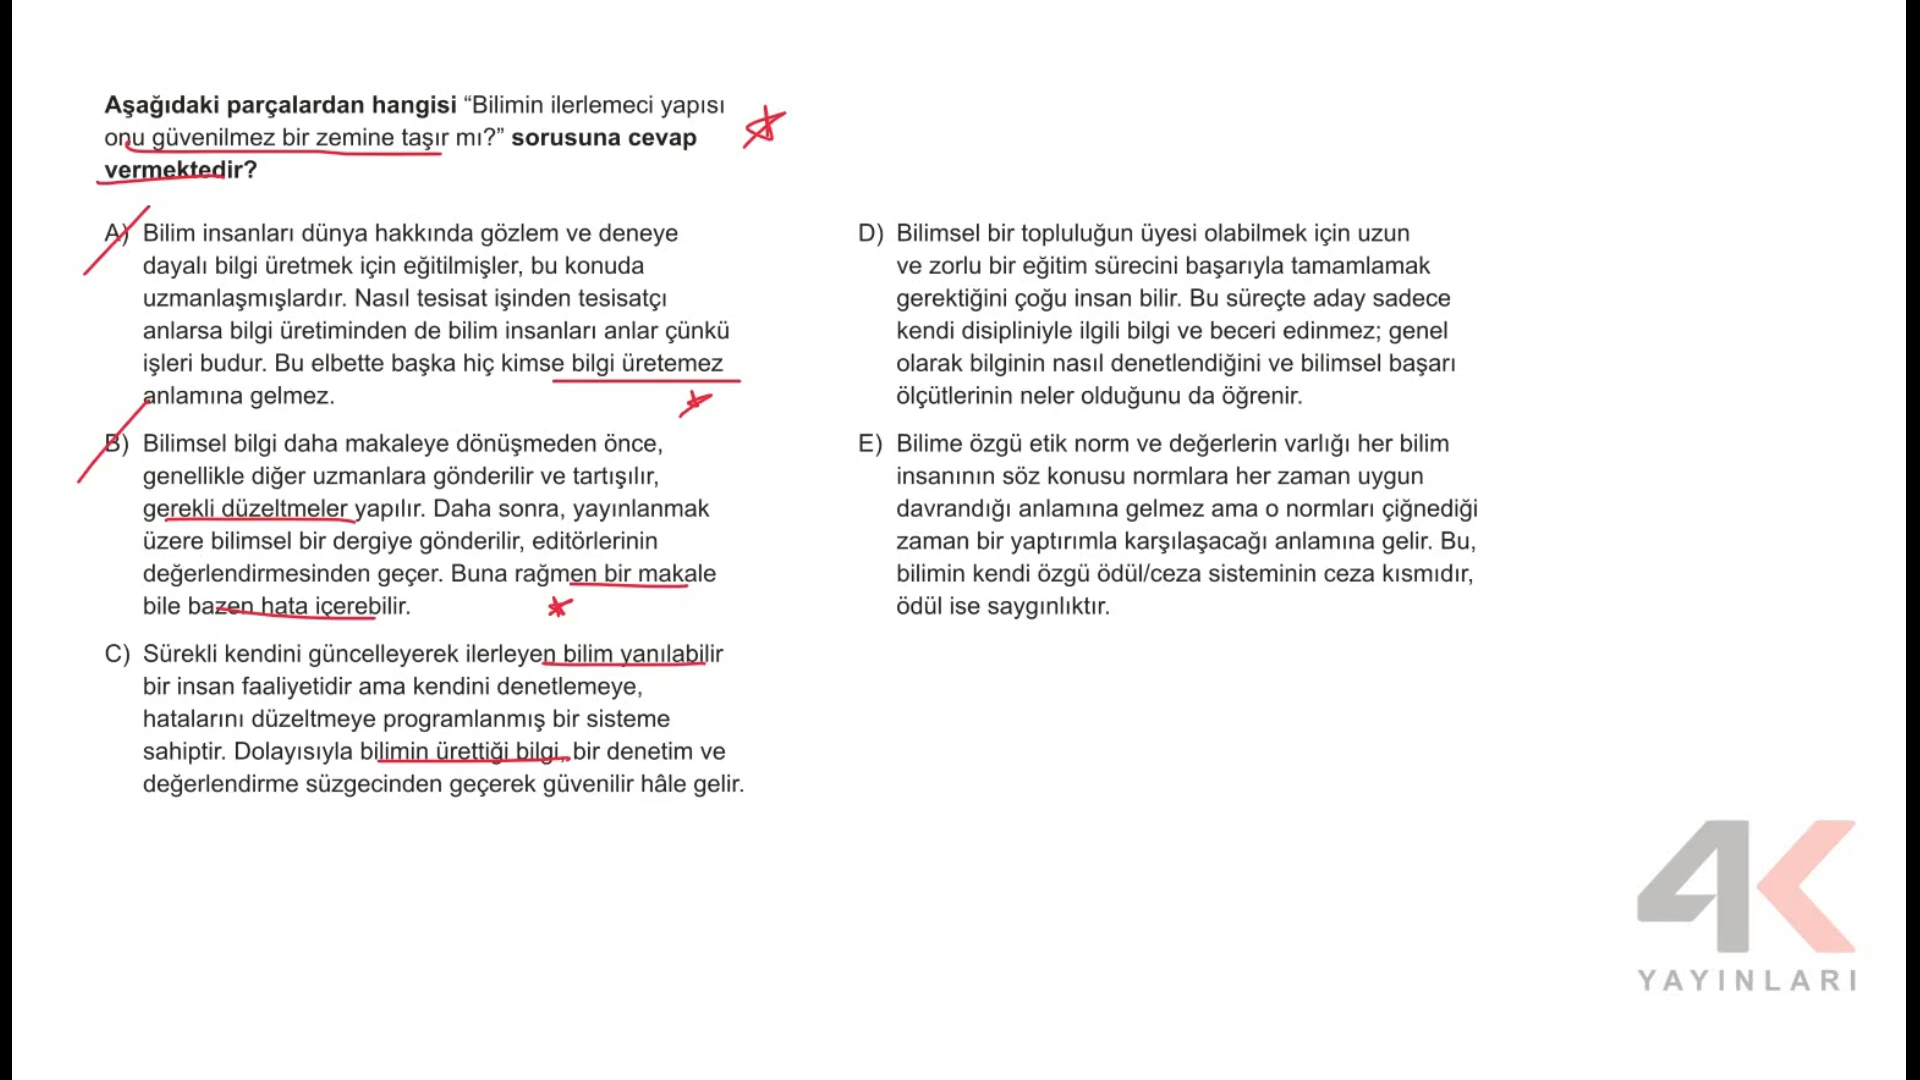 Aşağıdaki parçalardan hangisi “Bilimin ilerlemeci yapısı
onu güvenilmez bir zemine taşır mı?” sorusuna cevap
vermektedir?
A) Bilim insanları dünya hakkında gözlem ve deneye
dayalı bilgi üretmek için eğitilmişler, bu konuda
uzmanlaşmışlardır. Nasıl tesisat işinden tesisatçı
anlarsa bilgi üretiminden de bilim insanları anlar çünkü
işleri budur. Bu elbette başka hiç kimse bilgi üretemez
anlamına gelmez.
B) Bilimsel bilgi daha makaleye dönüşmeden önce,
genellikle diğer uzmanlara gönderilir ve tartışılır,
gerekli düzeltmeler yapılır. Daha sonra, yayınlanmak
üzere bilimsel bir dergiye gönderilir, editörlerinin
değerlendirmesinden geçer. Buna rağmen bir makale
bile bazen hata içerebilir.
C) Sürekli kendini güncelleyerek ilerleyen bilim yanılabilir
bir insan faaliyetidir ama kendini denetlemeye,
hatalarını düzeltmeye programlanmış bir sisteme
sahiptir. Dolayısıyla bilimin ürettiği bilgi, bir denetim ve
değerlendirme süzgecinden geçerek güvenilir hâle gelir.
D) Bilimsel bir topluluğun üyesi olabilmek için uzun
ve zorlu bir eğitim sürecini başarıyla tamamlamak
gerektiğini çoğu insan bilir. Bu süreçte aday sadece
kendi disipliniyle ilgili bilgi ve beceri edinmez; genel
olarak bilginin nasıl denetlendiğini ve bilimsel başarı
ölçütlerinin neler olduğunu da öğrenir.
E) Bilime özgü etik norm ve değerlerin varlığı her bilim
insanının söz konusu normlara her zaman uygun
davrandığı anlamına gelmez ama o normları çiğnediği
zaman bir yaptırımla karşılaşacağı anlamına gelir. Bu,
bilimin kendi özgü ödül/ceza sisteminin ceza kısmıdır,
ödül ise saygınlıktır.
4K
YAYINLARI